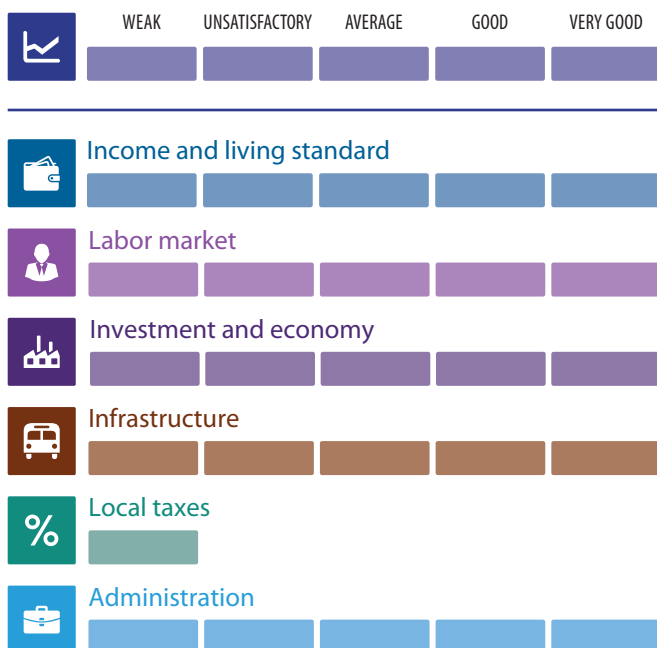 WEAK UNSATISFACTORY AVERAGE GOOD VERY GOOD
Income and living standard
Labor market
Investment and economy
Infrastructure
Local taxes
%
Administration